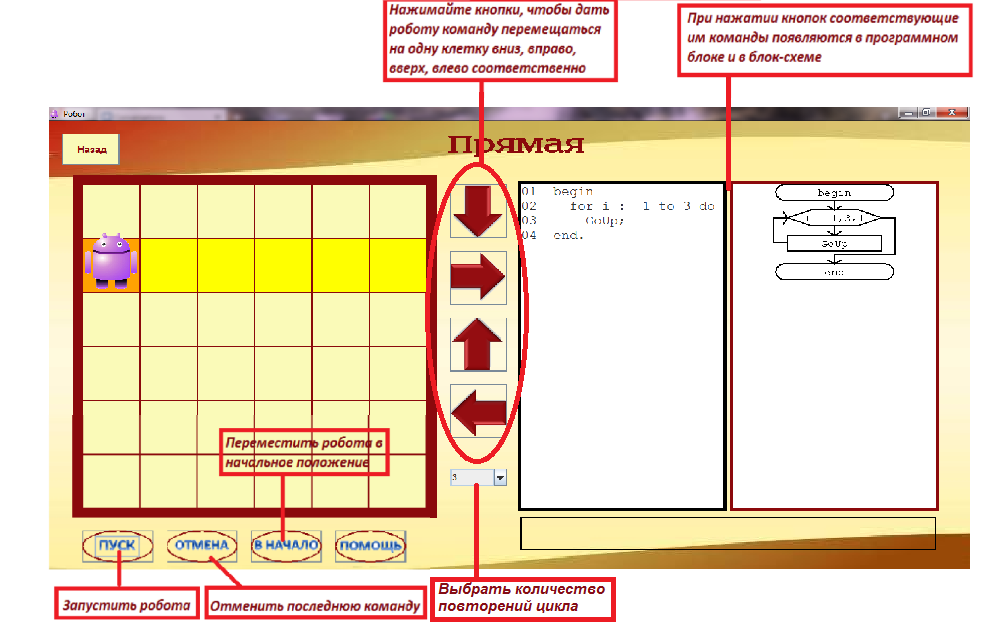 Нажимайте кнопки, чтобы дать
роботу команду перемещаться
на одну клетку вниз, вправо,
вверх, влево соответственно
При нажатии кнопок соответствующие
им команды появляются в программном
блоке и в блок-схеме
Робот
Назад
Прямая
01 begin
02 for i : 1 to 3 do
03 GoUp;
04 end.
begin
GoUp
end
Переместить робота в
начальное положение
3
ПУСК
ОТМЕНА
В НАЧАЛО
ПОМОЩЬ
Запустить робота
Отменить последнюю команду
Выбрать количество
повторений цикла